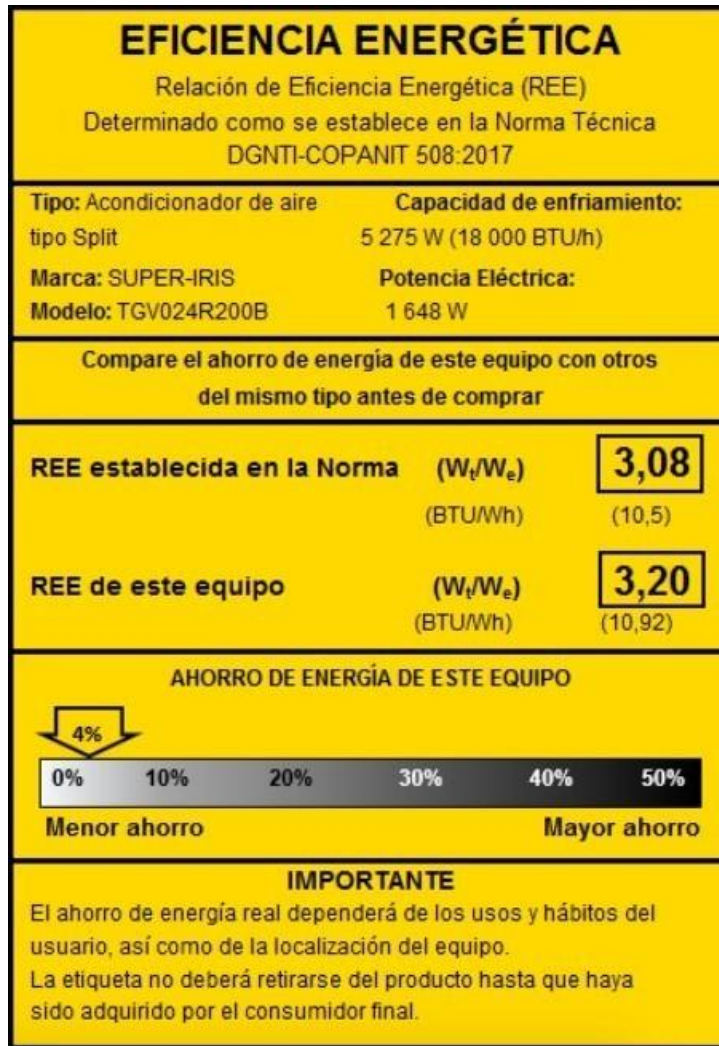 EFICIENCIA ENERGÉTICA
Relación de Eficiencia Energética (REE)
Determinado como se establece en la Norma Técnica
DGNTI-COPANIT 508:2017
Tipo: Acondicionador de aire
tipo Split
Capacidad de enfriamiento:
5 275 W (18 000 BTU/h)
Marca: SUPER-IRIS
Modelo: TGV024R200B
Potencia Eléctrica:
1 648 W
Compare el ahorro de energía de este equipo con otros
del mismo tipo antes de comprar
REE establecida en la Norma (Wt/We) 3,08
(BTU/Wh) (10,5)
REE de este equipo (Wt/We) 3,20
(BTU/Wh) (10,92)
AHORRO DE ENERGÍA DE ESTE EQUIPO
4%
0% 10% 20% 30% 40% 50%
Menor ahorro Mayor ahorro
IMPORTANTE
El ahorro de energía real dependerá de los usos y hábitos del
usuario, así como de la localización del equipo.
La etiqueta no deberá retirarse del producto hasta que haya
sido adquirido por el consumidor final.